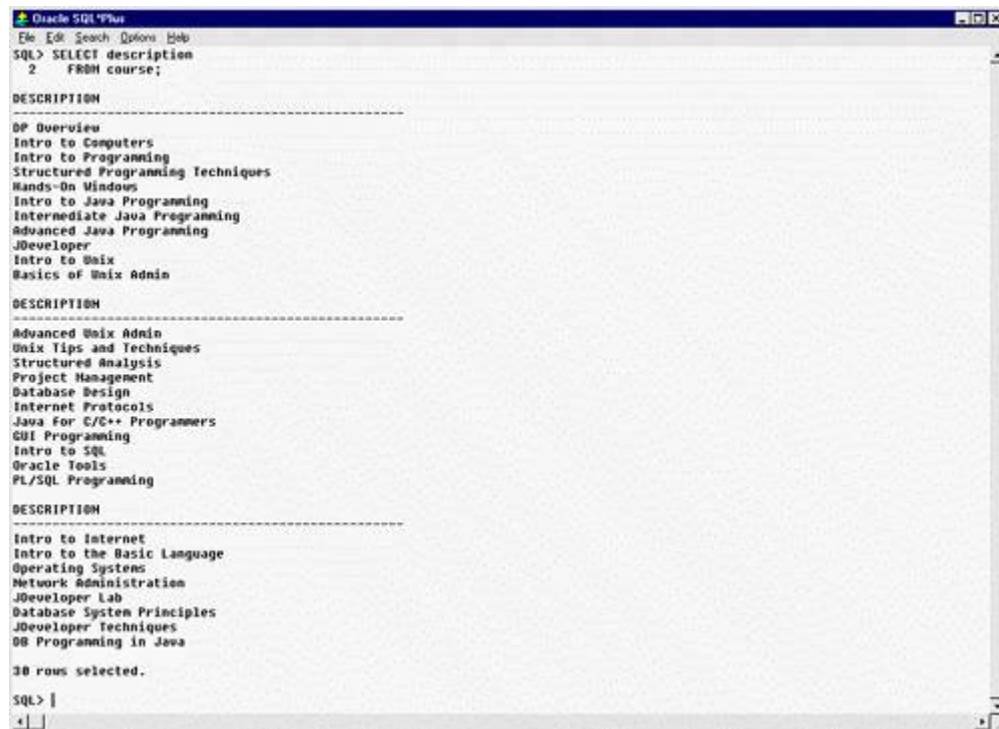 Oracle SQL*Plus
File Edit Search Options Help
SQL> SELECT description
2 FROM course;
DESCRIPTION
--------------------------------------------------
DP Overview
Intro to Computers
Intro to Programming
Structured Programming Techniques
Hands-On Windows
Intro to Java Programming
Intermediate Java Programming
Advanced Java Programming
JDeveloper
Intro to Unix
Basics of Unix Admin
DESCRIPTION
--------------------------------------------------
Advanced Unix Admin
Unix Tips and Techniques
Structured Analysis
Project Management
Database Design
Internet Protocols
Java for C/C++ Programmers
GUI Programming
Intro to SQL
Oracle Tools
PL/SQL Programming
DESCRIPTION
--------------------------------------------------
Intro to Internet
Intro to the Basic Language
Operating Systems
Network Administration
JDeveloper Lab
Database System Principles
JDeveloper Techniques
DB Programming in Java
30 rows selected.
SQL>